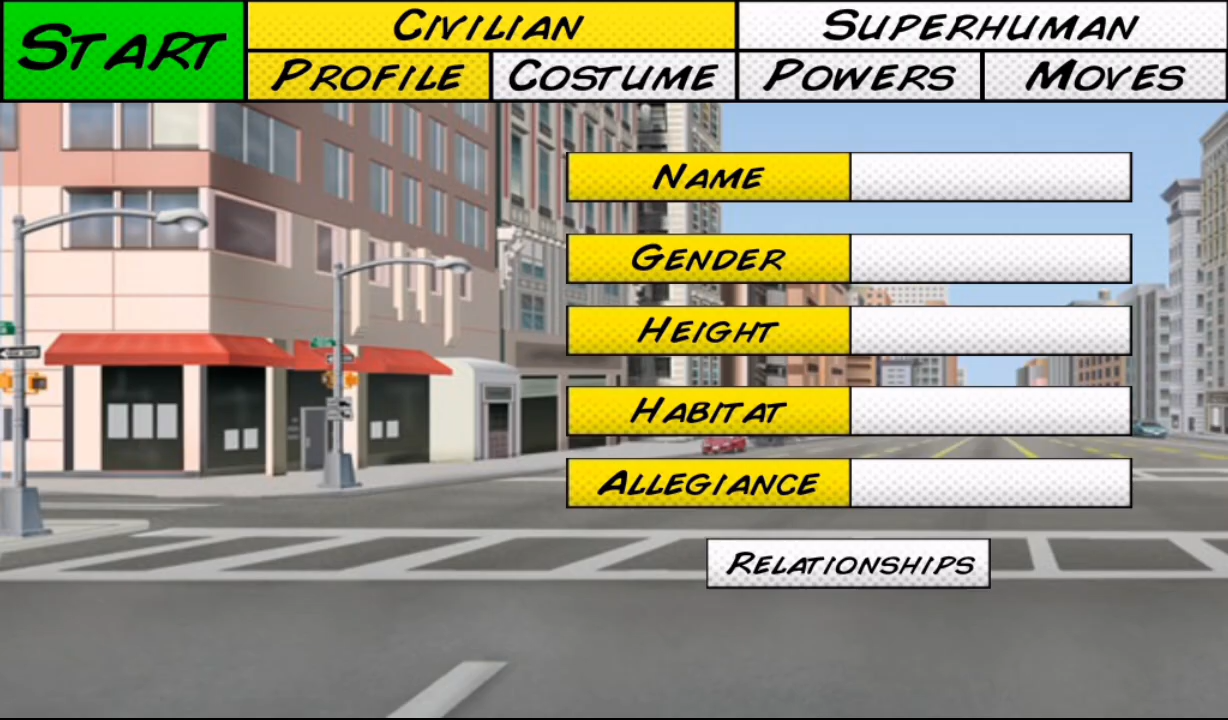 START
CIVILIAN
SUPERHUMAN
PROFILE
COSTUME
POWERS
MOVES
NAME
GENDER
HEIGHT
HABITAT
ALLEGIANCE
RELATIONSHIPS